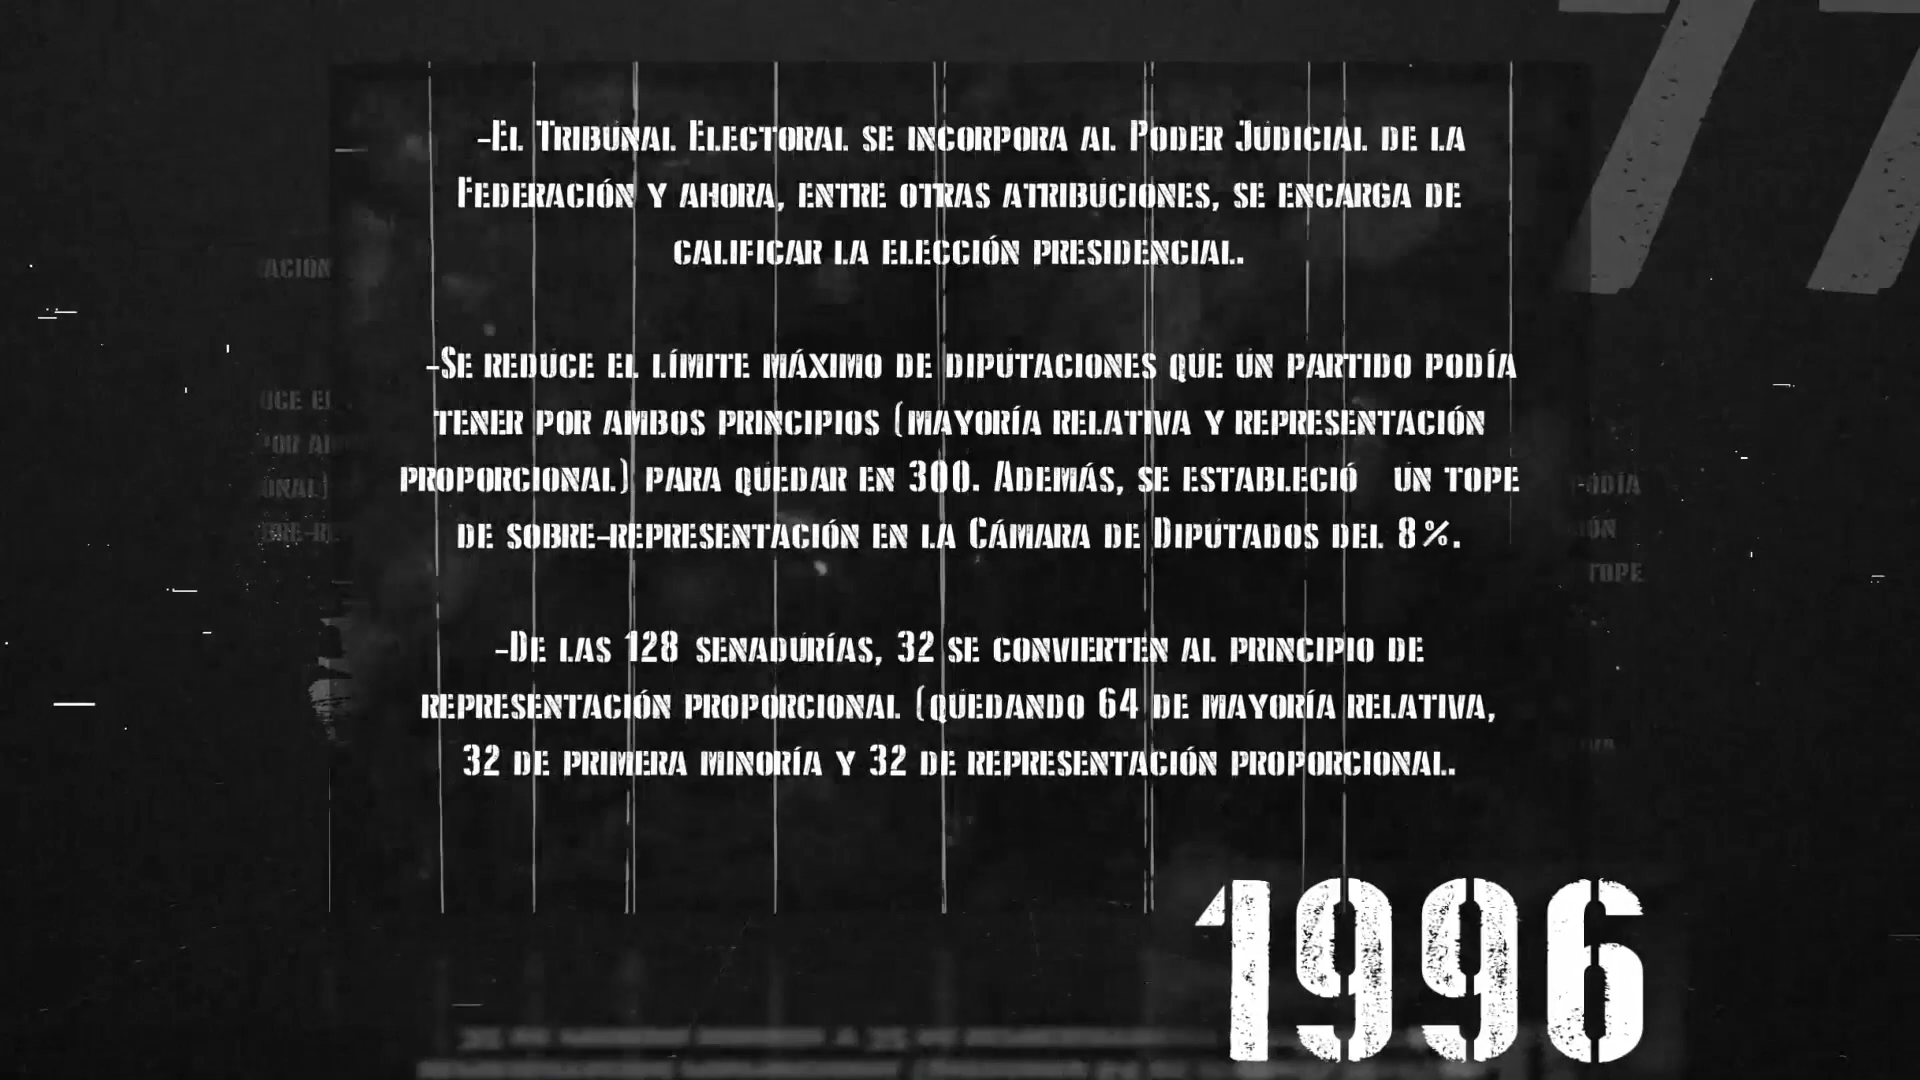 77
-El Tribunal Electoral se incorpora al Poder Judicial de la
Federación y ahora, entre otras atribuciones, se encarga de
calificar la elección presidencial.
-Se reduce el límite máximo de diputaciones que un partido podía
tener por ambos principios (mayoría relativa y representación
proporcional) para quedar en 300. Además, se estableció un tope
de sobre-representación en la Cámara de Diputados del 8%.
-De las 128 senadurías, 32 se convierten al principio de
representación proporcional (quedando 64 de mayoría relativa,
32 de primera minoría y 32 de representación proporcional.
1996